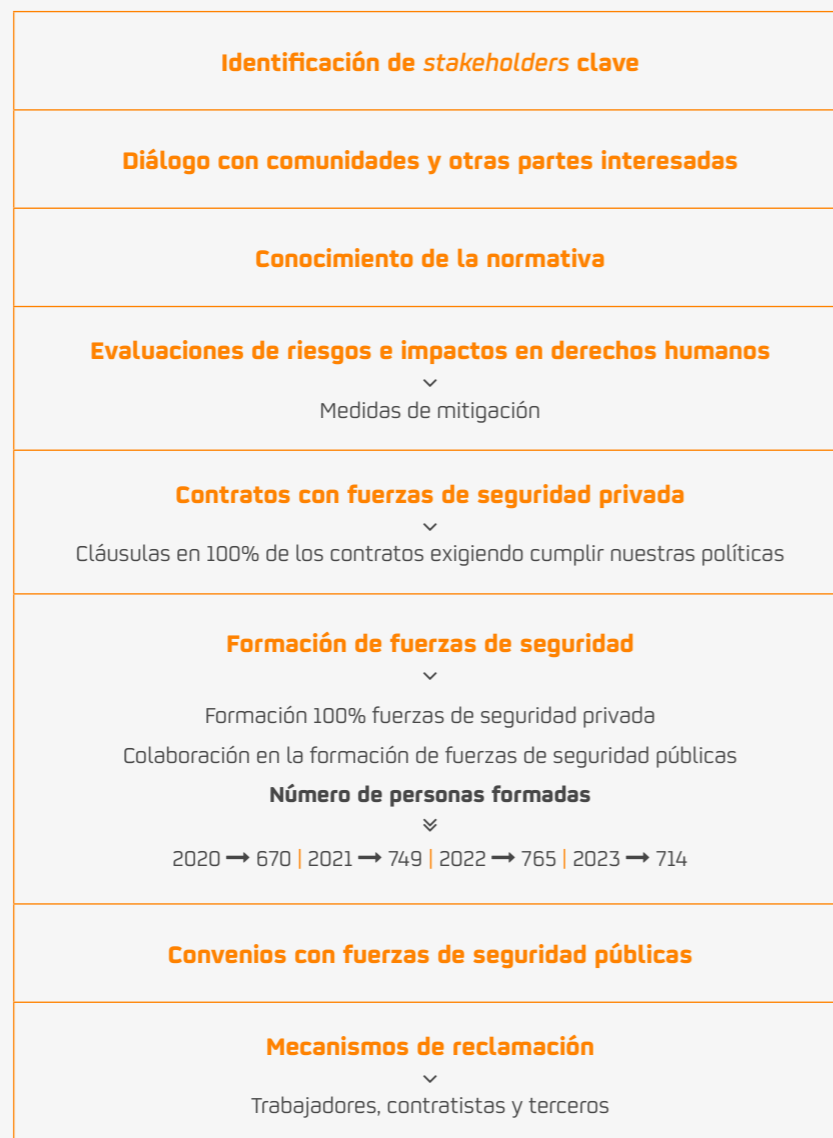 Identificación de stakeholders clave
Diálogo con comunidades y otras partes interesadas
Conocimiento de la normativa
Evaluaciones de riesgos e impactos en derechos humanos
Medidas de mitigación
Contratos con fuerzas de seguridad privada
Cláusulas en 100% de los contratos exigiendo cumplir nuestras políticas
Formación de fuerzas de seguridad
Formación 100% fuerzas de seguridad privada
Colaboración en la formación de fuerzas de seguridad públicas
Número de personas formadas
2020 → 670 | 2021 → 749 | 2022 → 765 | 2023 → 714
Convenios con fuerzas de seguridad públicas
Mecanismos de reclamación
Trabajadores, contratistas y terceros